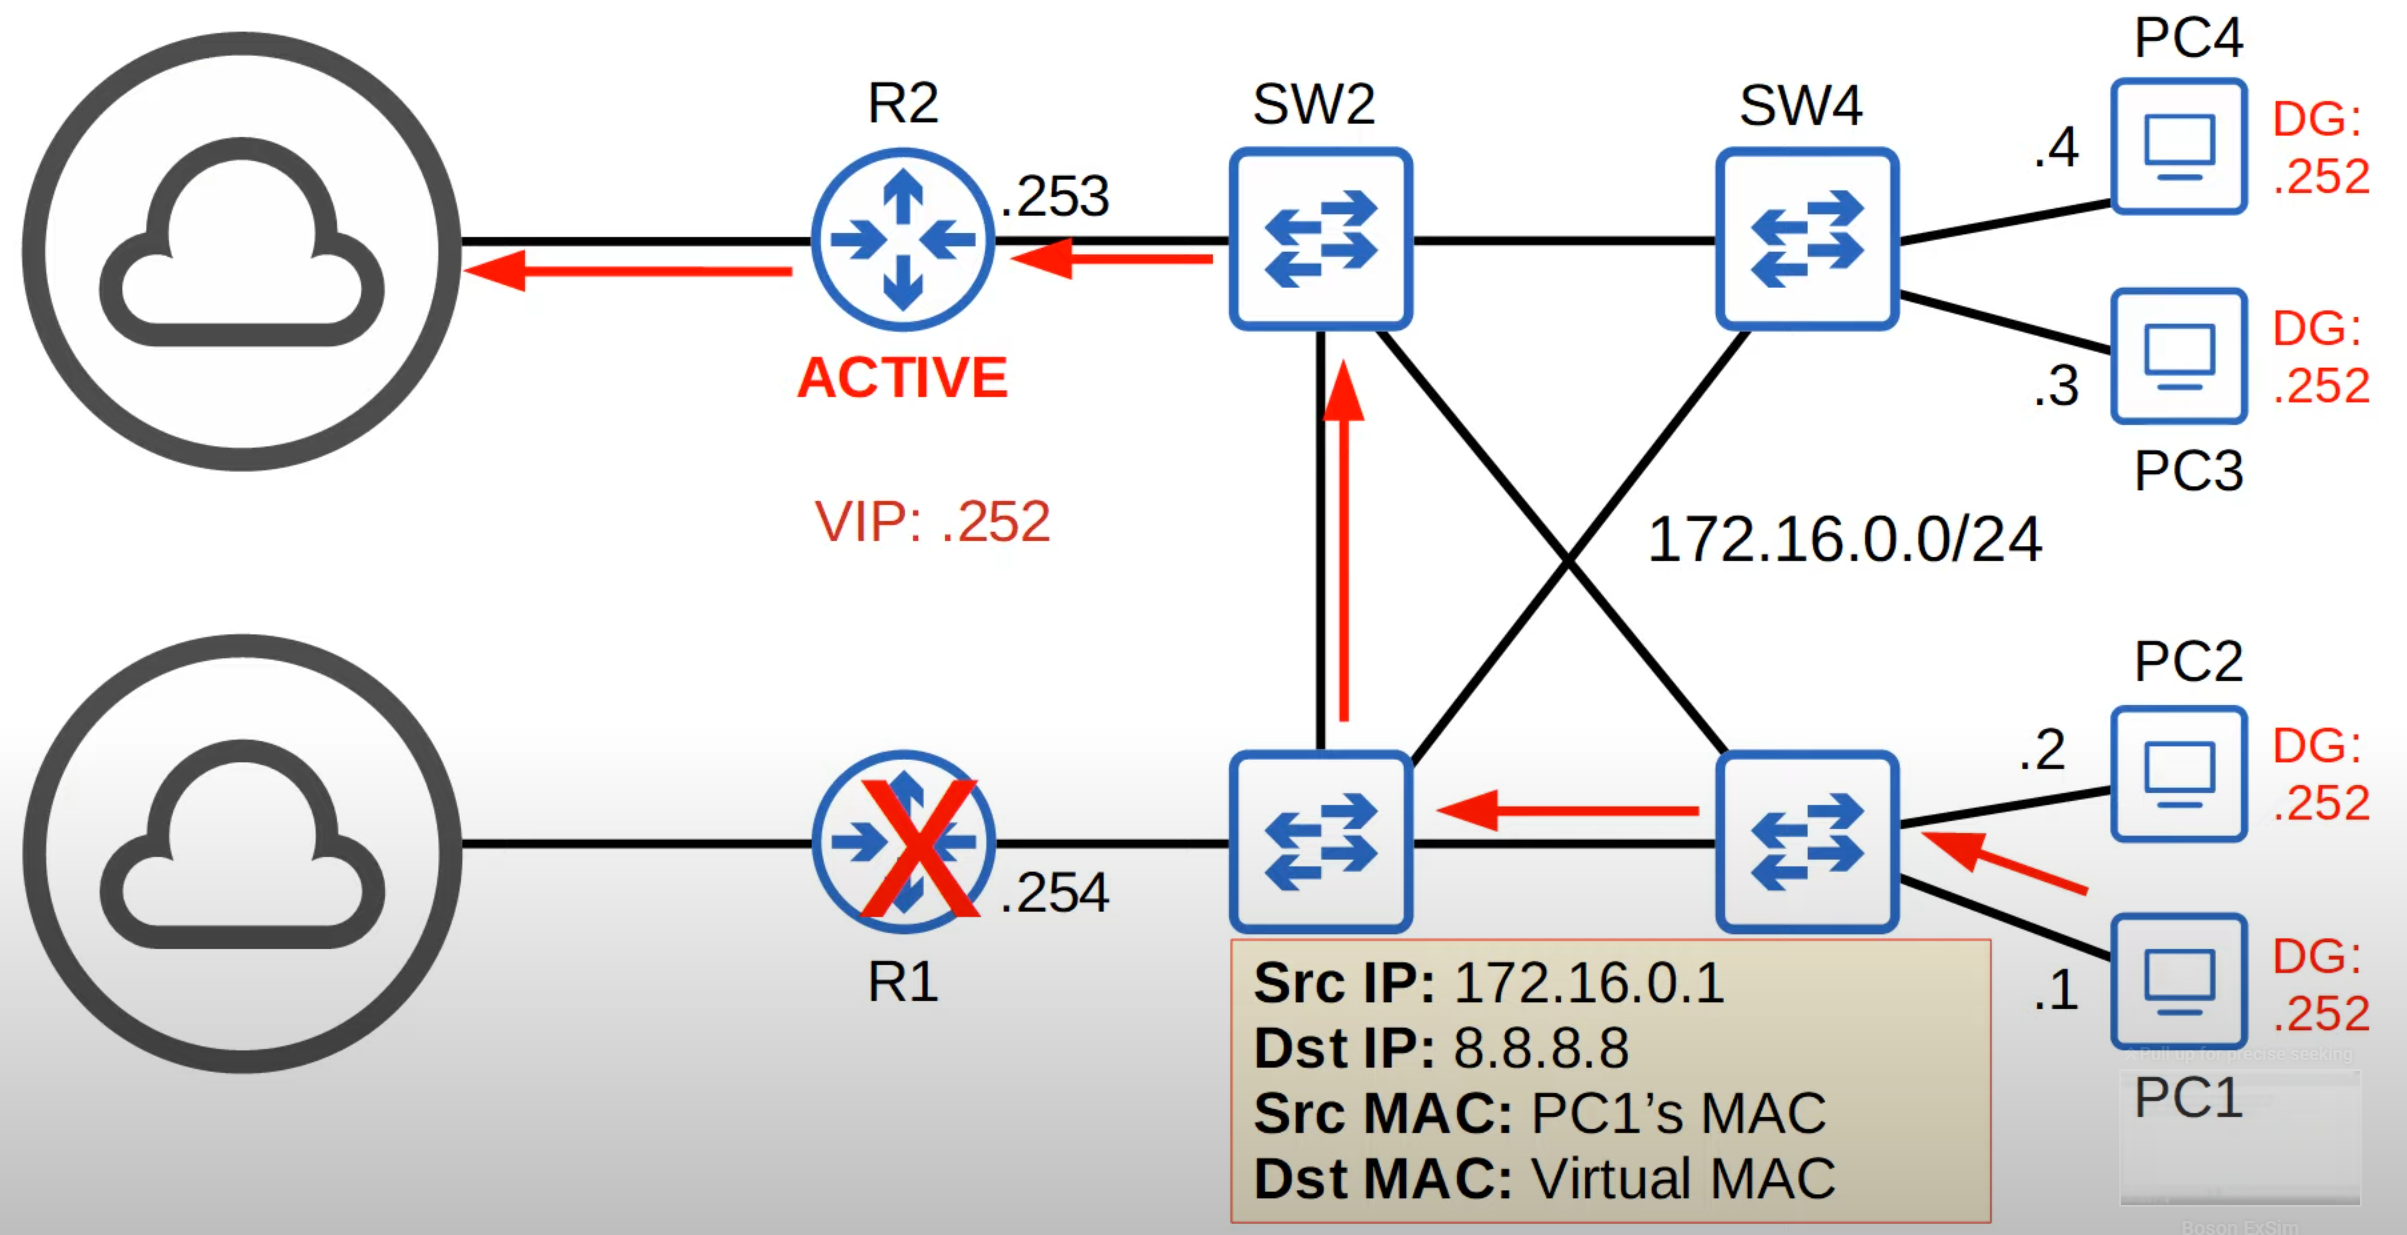 PC4
R2
SW2
SW4
DG:
.252
.4
.253
DG:
.252
.3
ACTIVE
PC3
VIP: .252
172.16.0.0/24
PC2
.2
DG:
.252
X
.254
R1
DG:
.252
.1
Src IP: 172.16.0.1
Dst IP: 8.8.8.8
Src MAC: PC1’s MAC
Dst MAC: Virtual MAC
Pull up for precise seeking
PC1
Boson ExSim